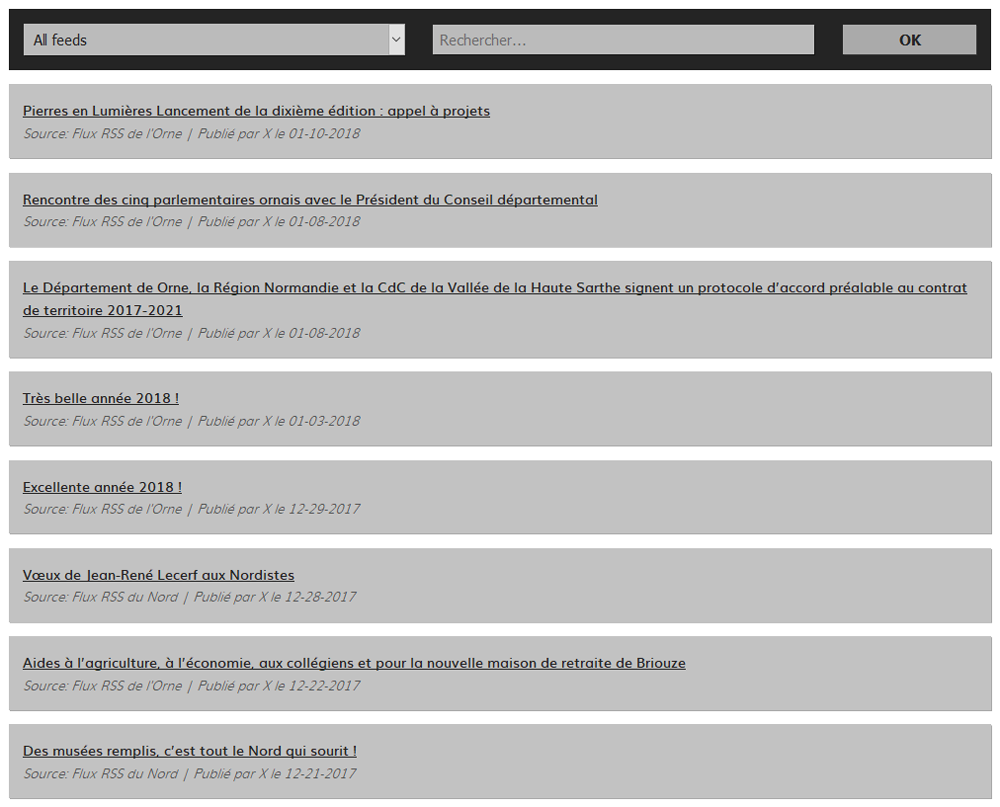 All feeds
Rechercher...
OK
Pierres en Lumières Lancement de la dixième édition : appel à projets
Source: Flux RSS de l'Orne | Publié par X le 01-10-2018
Rencontre des cinq parlementaires ornais avec le Président du Conseil départemental
Source: Flux RSS de l'Orne | Publié par X le 01-08-2018
Le Département de Orne, la Région Normandie et la CdC de la Vallée de la Haute Sarthe signent un protocole d'accord préalable au contrat
de territoire 2017-2021
Source: Flux RSS de l'Orne | Publié par X le 01-08-2018
Très belle année 2018 !
Source: Flux RSS de l'Orne | Publié par X le 01-03-2018
Excellente année 2018 !
Source: Flux RSS de l'Orne | Publié par X le 12-29-2017
Vœux de Jean-René Lecerf aux Nordistes
Source: Flux RSS du Nord | Publié par X le 12-28-2017
Aides à l'agriculture, à l'économie, aux collégiens et pour la nouvelle maison de retraite de Briouze
Source: Flux RSS de l'Orne | Publié par X le 12-22-2017
Des musées remplis, c'est tout le Nord qui sourit !
Source: Flux RSS du Nord | Publié par X le 12-21-2017